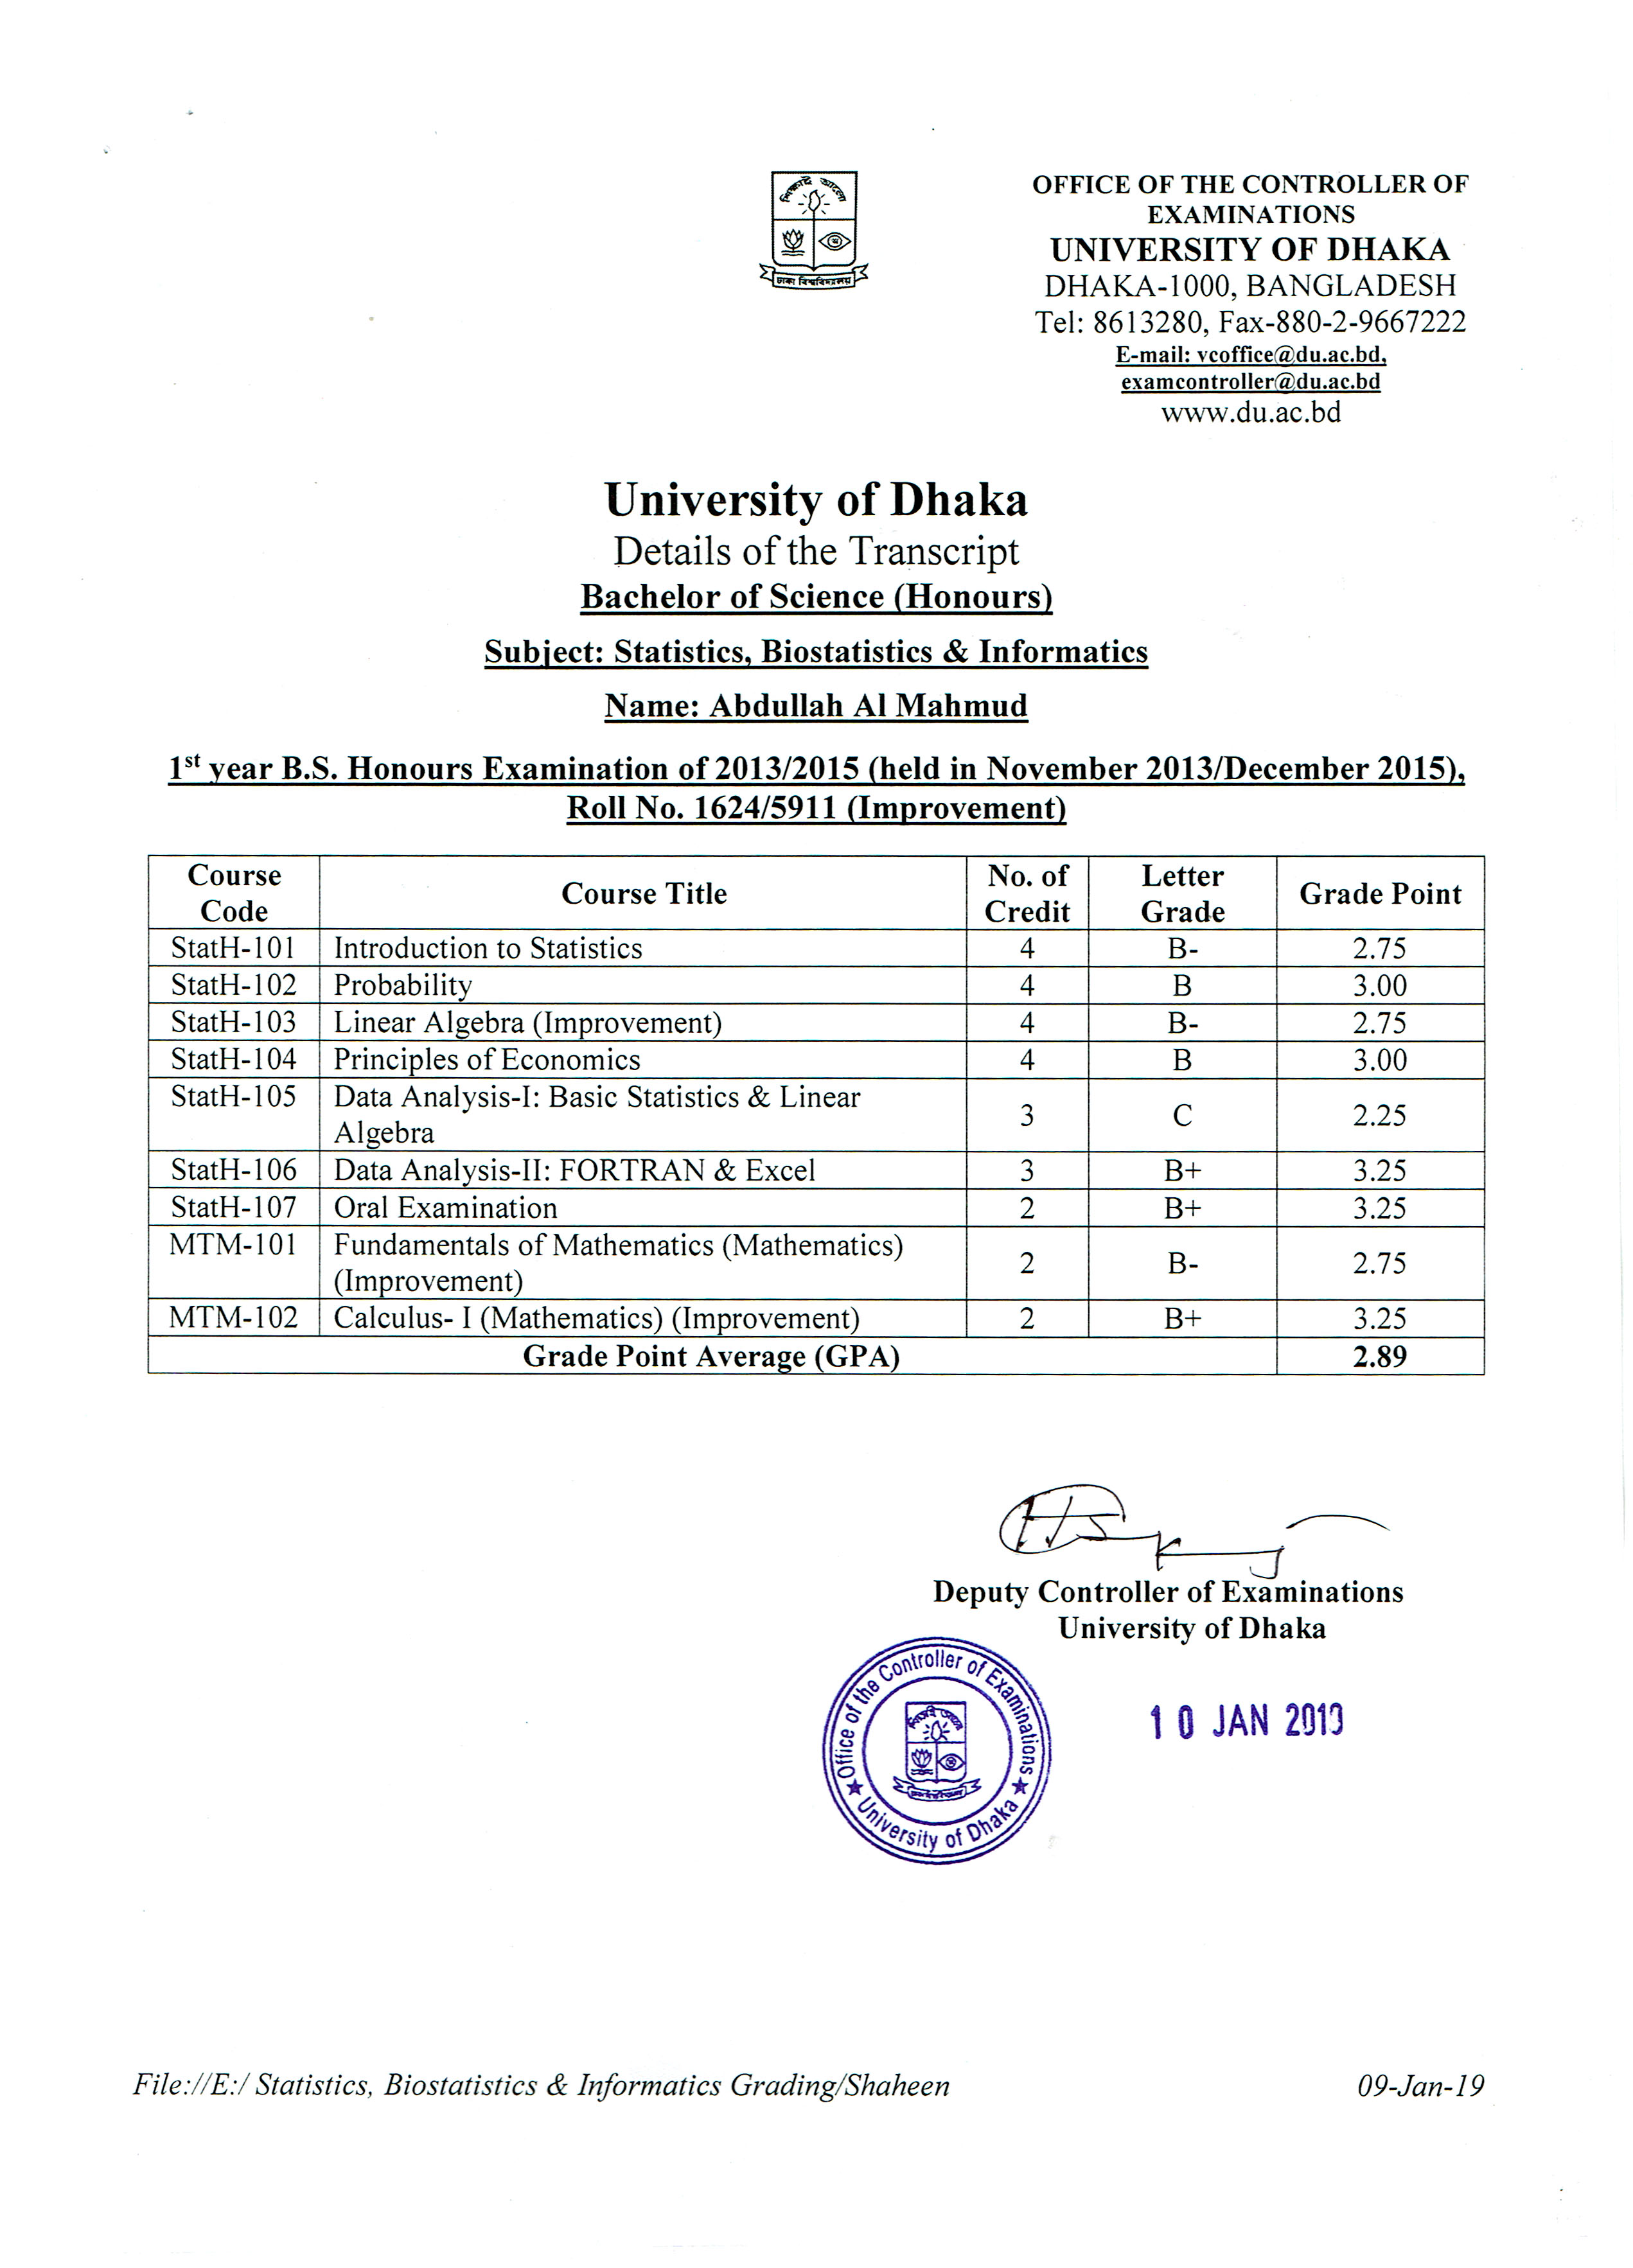 শিক্ষাই আলো
ঢাকা বিশ্ববিদ্যালয়
OFFICE OF THE CONTROLLER OF
EXAMINATIONS
UNIVERSITY OF DHAKA
DHAKA-1000, BANGLADESH
Tel: 8613280, Fax-880-2-9667222
E-mail: vcoffice@du.ac.bd,
examcontroller@du.ac.bd
www.du.ac.bd
University of Dhaka
Details of the Transcript
Bachelor of Science (Honours)
Subject: Statistics, Biostatistics & Informatics
Name: Abdullah Al Mahmud
1st year B.S. Honours Examination of 2013/2015 (held in November 2013/December 2015),
Roll No. 1624/5911 (Improvement)
Course Code Course Title No. of Credit Letter Grade Grade Point
StatH-101 Introduction to Statistics 4 B- 2.75
StatH-102 Probability 4 B 3.00
StatH-103 Linear Algebra (Improvement) 4 B- 2.75
StatH-104 Principles of Economics 4 B 3.00
StatH-105 Data Analysis-I: Basic Statistics & Linear
Algebra 3 C 2.25
StatH-106 Data Analysis-II: FORTRAN & Excel 3 B+ 3.25
StatH-107 Oral Examination 2 B+ 3.25
MTM-101 Fundamentals of Mathematics (Mathematics)
(Improvement) 2 B- 2.75
MTM-102 Calculus- I (Mathematics) (Improvement) 2 B+ 3.25
Grade Point Average (GPA) 2.89
Deputy Controller of Examinations
University of Dhaka
Office of the Controller of Examinations
University of Dhaka
10 JAN 2019
File://E:/ Statistics, Biostatistics & Informatics Grading/Shaheen 09-Jan-19